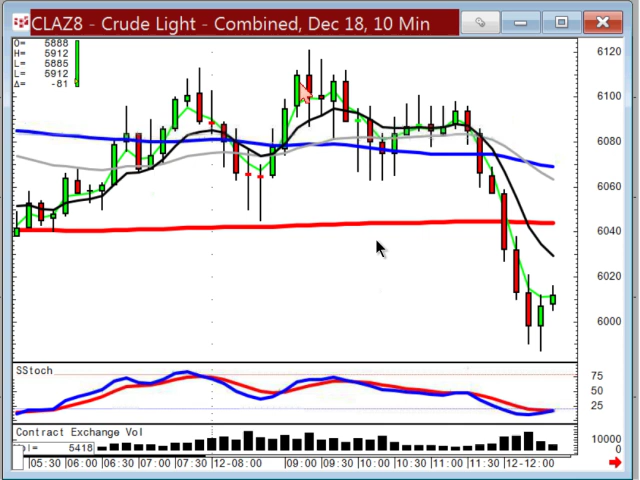 CLAZ8 - Crude Light - Combined, Dec 18, 10 Min
O= 5888
H= 5912
L= 5885
L= 5912
Δ= -81
6120
6100
6080
6060
6040
6020
6000
SStoch
75
50
25
Contract Exchange Vol
5418
10000
0
05:30 06:00 06:30 07:00 07:30 12-08:00 09:00 09:30 10:00 10:30 11:00 11:30 12-12:00